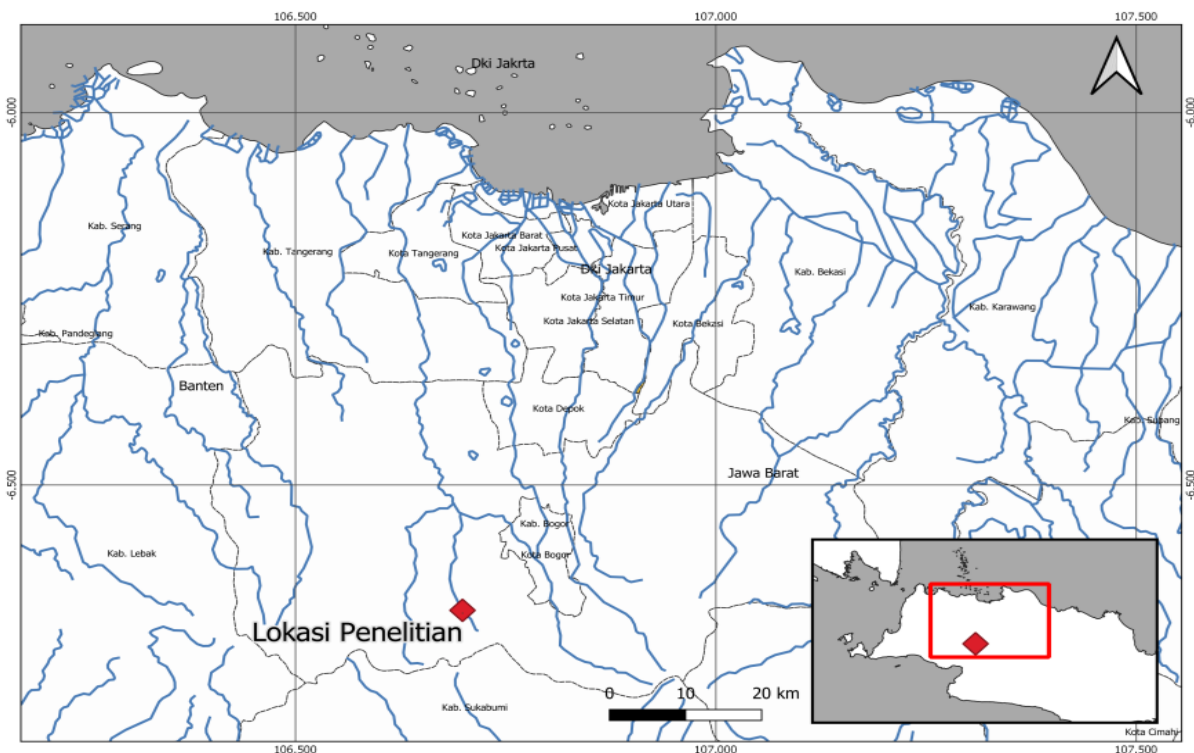 106.500
107.000
107.500
Dki Jakrta
-6.000
-6.000
Kota Jakarta Utara
Kab. Serang
Kota Jakarta Barat
Kab. Tangerang
Kota Tangerang
Kota Jakarta Pusat
Dki Jakarta
Kab. Bekasi
Kota Jakarta Timur
Kab. Karawang
Kab. Pandeglang
Kota Jakarta Selatan
Kota Bekasi
Banten
Kota Depok
Kab. Subang
Jawa Barat
-6.500
-6.500
Kab. Bogor
Kab. Lebak
Kota Bogor
Lokasi Penelitian
0
10
20 km
Kab. Sukabumi
Kota Cimahi
106.500
107.000
107.500